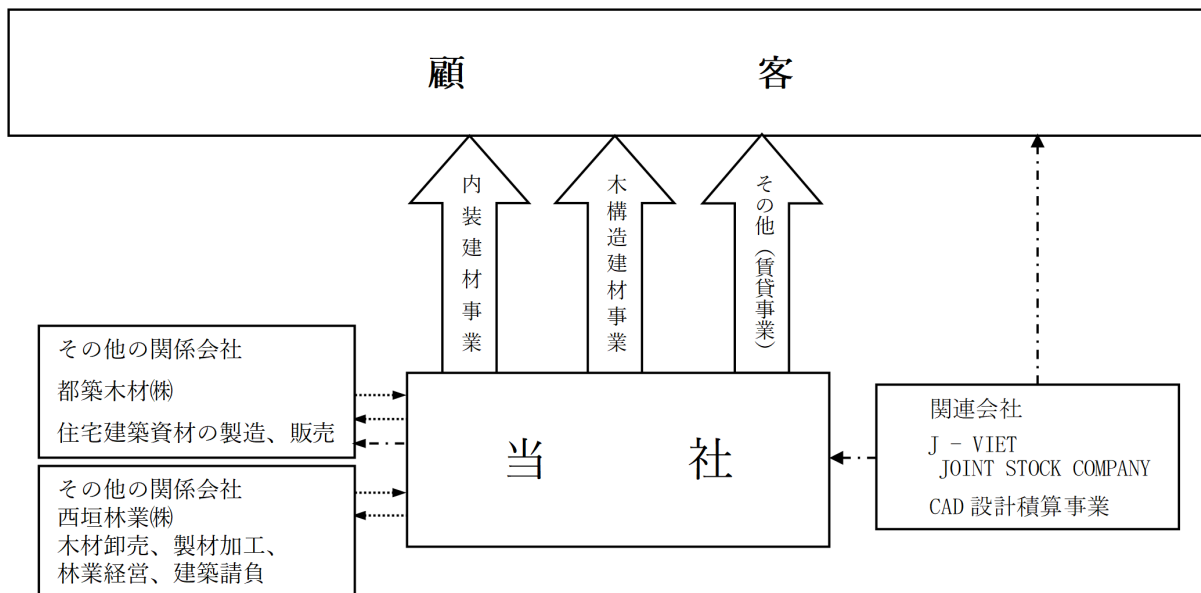 顧客
内装建材事業
木構造建材事業
その他(賃貸事業)
その他の関係会社
都築木材㈱
住宅建築資材の製造、販売
その他の関係会社
西垣林業㈱
木材卸売、製材加工、
林業経営、建築請負
当社
関連会社
J − VIET
JOINT STOCK COMPANY
CAD 設計積算事業